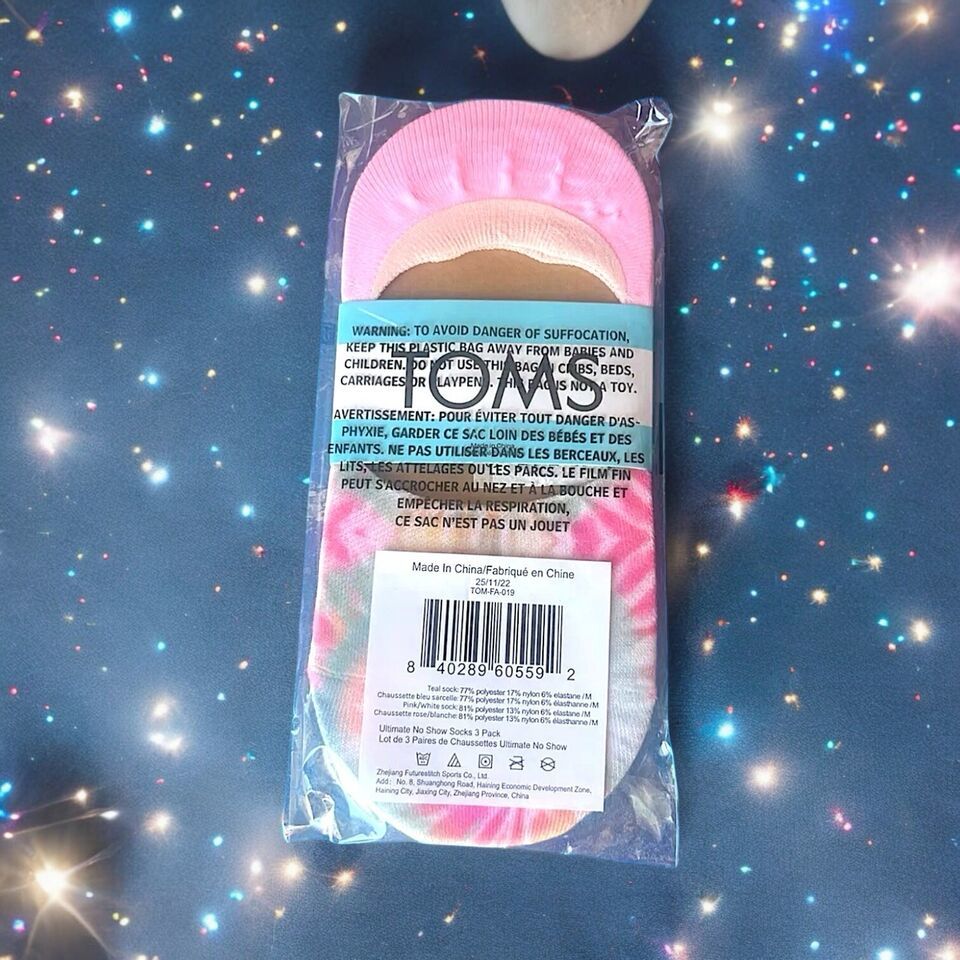 WARNING: TO AVOID DANGER OF SUFFOCATION,
KEEP THIS PLASTIC BAG AWAY FROM BABIES AND
CHILDREN. DO NOT USE THIS BAG IN CRIBS, BEDS,
CARRIAGES OR PLAYPENS. THIS BAG IS NOT A TOY.
TOMS
AVERTISSEMENT: POUR ÉVITER TOUT DANGER D'AS-
PHYXIE, GARDER CE SAC LOIN DES BÉBÉS ET DES
ENFANTS. NE PAS UTILISER DANS LES BERCEAUX, LES
LITS, LES ATTELAGES OU LES PARCS. LE FILM FIN
PEUT S'ACCROCHER AU NEZ ET À LA BOUCHE ET
EMPÊCHER LA RESPIRATION,
CE SAC N'EST PAS UN JOUET
Made in China
Made In China/Fabriqué en Chine
25/11/22
TOM-FA-019
8 40289 60559 2
Teal sock: 77% polyester 17% nylon 6% elastane /M
Chaussette bleu sarcelle: 77% polyester 17% nylon 6% élasthanne /M
Pink/White sock: 81% polyester 13% nylon 6% elastane /M
Chaussette rose/blanche: 81% polyester 13% nylon 6% élasthanne /M
Ultimate No Show Socks 3 Pack
Lot de 3 Paires de Chaussettes Ultimate No Show
Zhejiang Futurestitch Sports Co., Ltd.
Add: No. 8, Shuanghong Road, Haining Economic Development Zone,
Haining City, Jiaxing City, Zhejiang Province, China